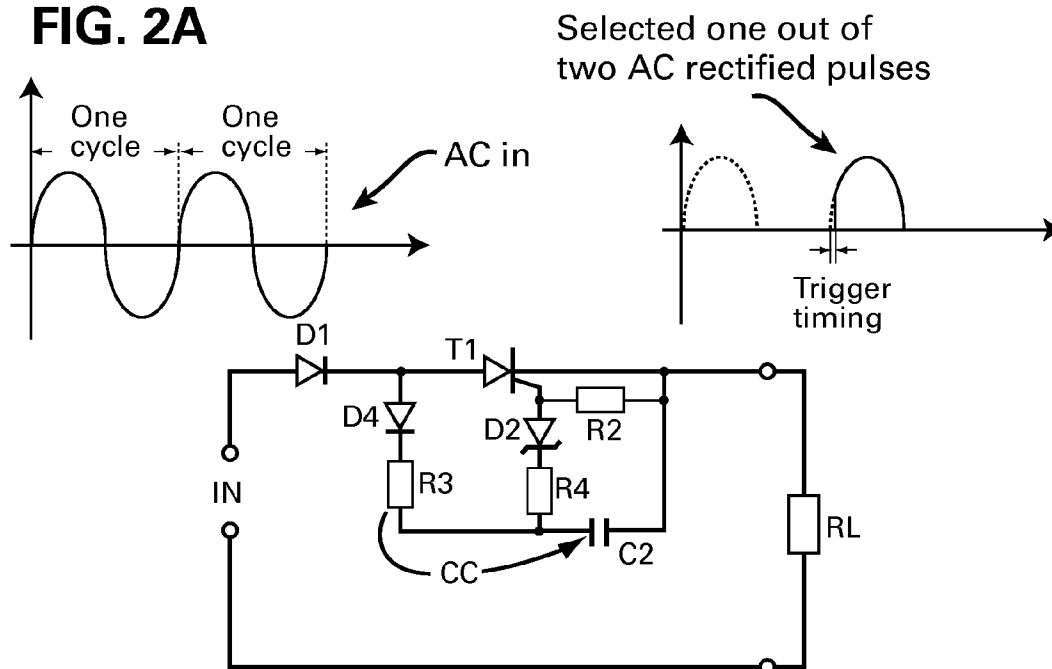 FIG. 2A
Selected one out of
two AC rectified pulses
One
cycle
One
cycle
AC in
Trigger
timing
D1
T1
D4
D2
R2
R3
R4
IN
RL
CC
C2